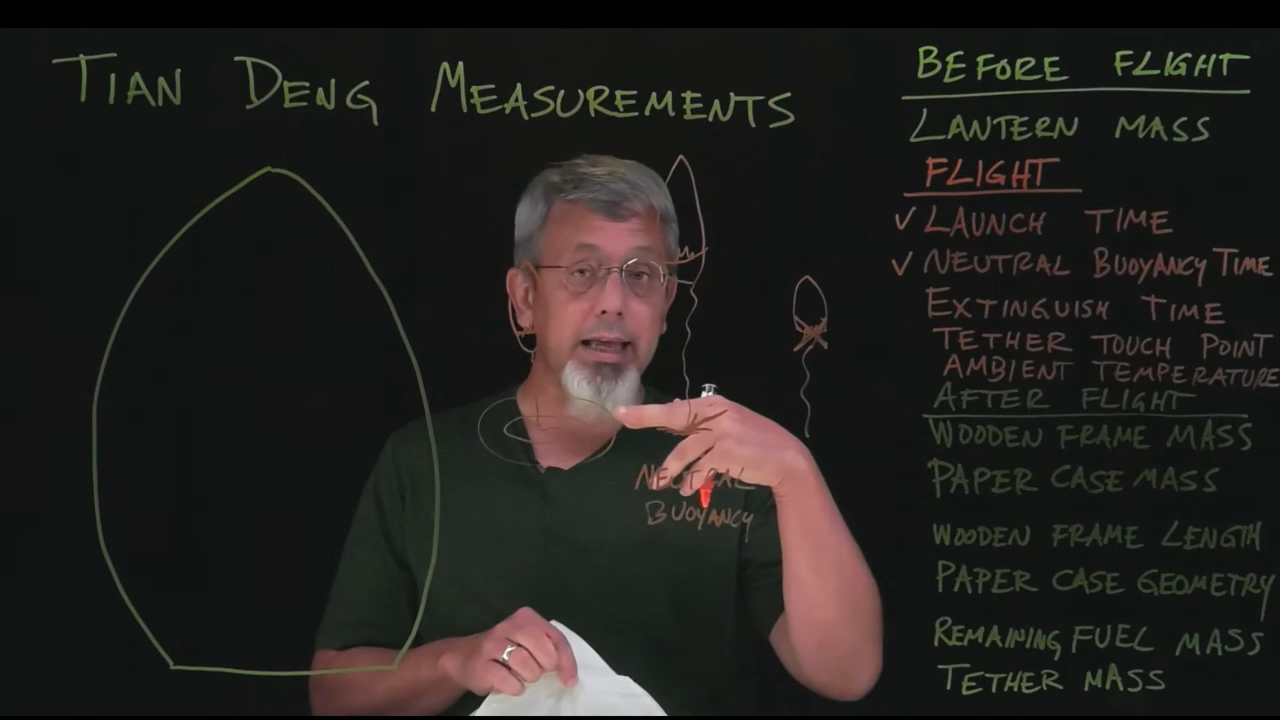 TIAN DENG MEASUREMENTS
BEFORE FLIGHT
LANTERN MASS
FLIGHT
✓ LAUNCH TIME
✓ NEUTRAL BUOYANCY TIME
EXTINGUISH TIME
TETHER TOUCH POINT
AMBIENT TEMPERATURE
AFTER FLIGHT
WOODEN FRAME MASS
PAPER CASE MASS
WOODEN FRAME LENGTH
PAPER CASE GEOMETRY
REMAINING FUEL MASS
TETHER MASS
NEUTRAL
BUOYANCY